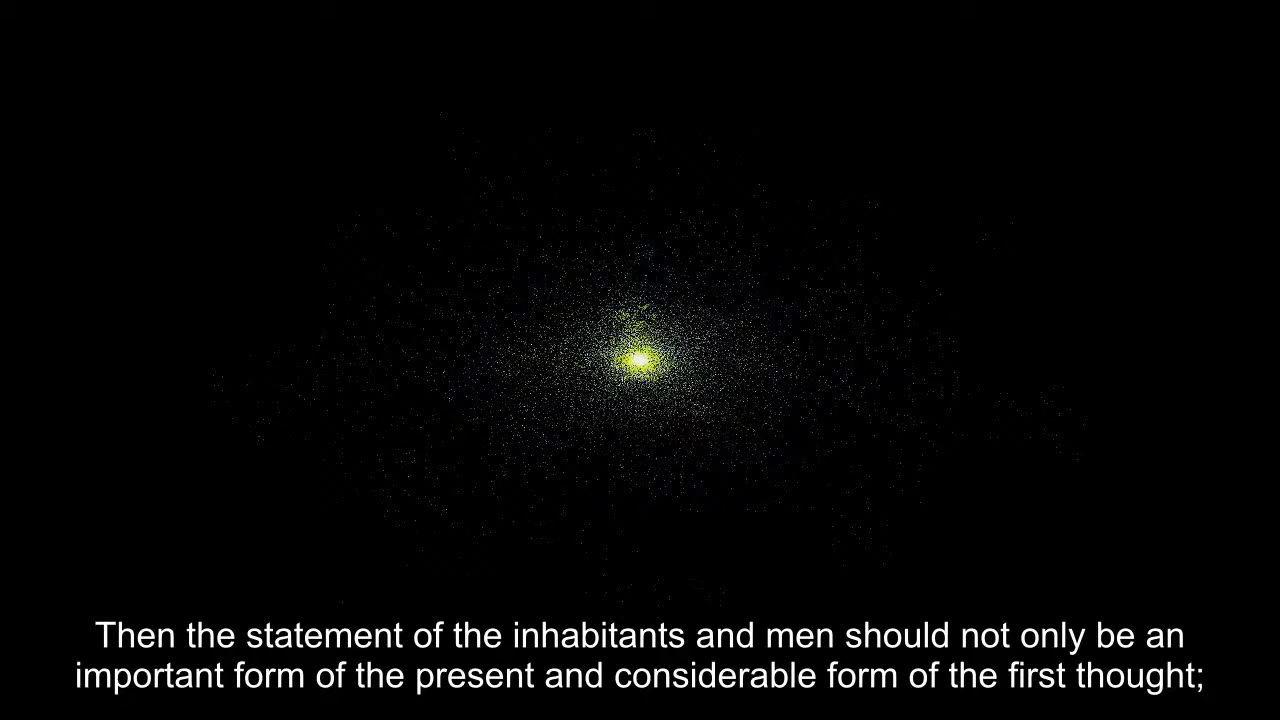 Then the statement of the inhabitants and men should not only be an
important form of the present and considerable form of the first thought;